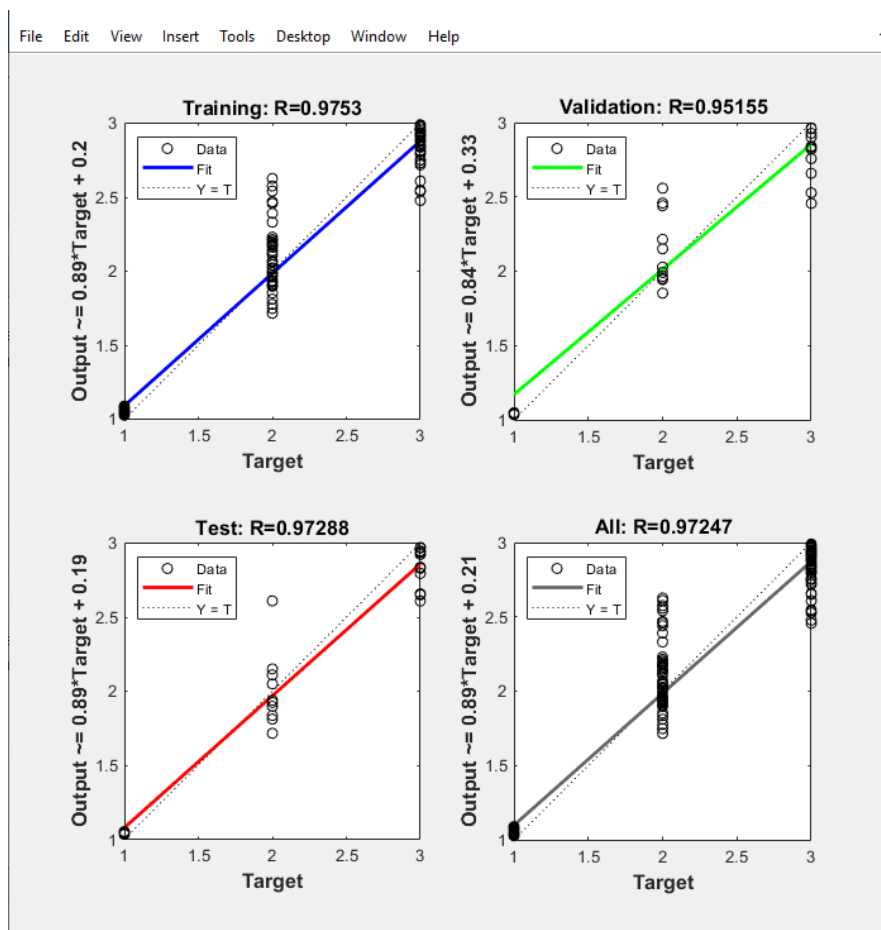 File Edit View Insert Tools Desktop Window Help
Training: R=0.9753
Output ~= 0.89*Target + 0.2
3
2.5
2
1.5
1
Data
Fit
Y = T
1 1.5 2 2.5 3
Target
Validation: R=0.95155
Output ~= 0.84*Target + 0.33
3
2.5
2
1.5
1
Data
Fit
Y = T
1 1.5 2 2.5 3
Target
Test: R=0.97288
Output ~= 0.89*Target + 0.19
3
2.5
2
1.5
1
Data
Fit
Y = T
1 1.5 2 2.5 3
Target
All: R=0.97247
Output ~= 0.89*Target + 0.21
3
2.5
2
1.5
1
Data
Fit
Y = T
1 1.5 2 2.5 3
Target